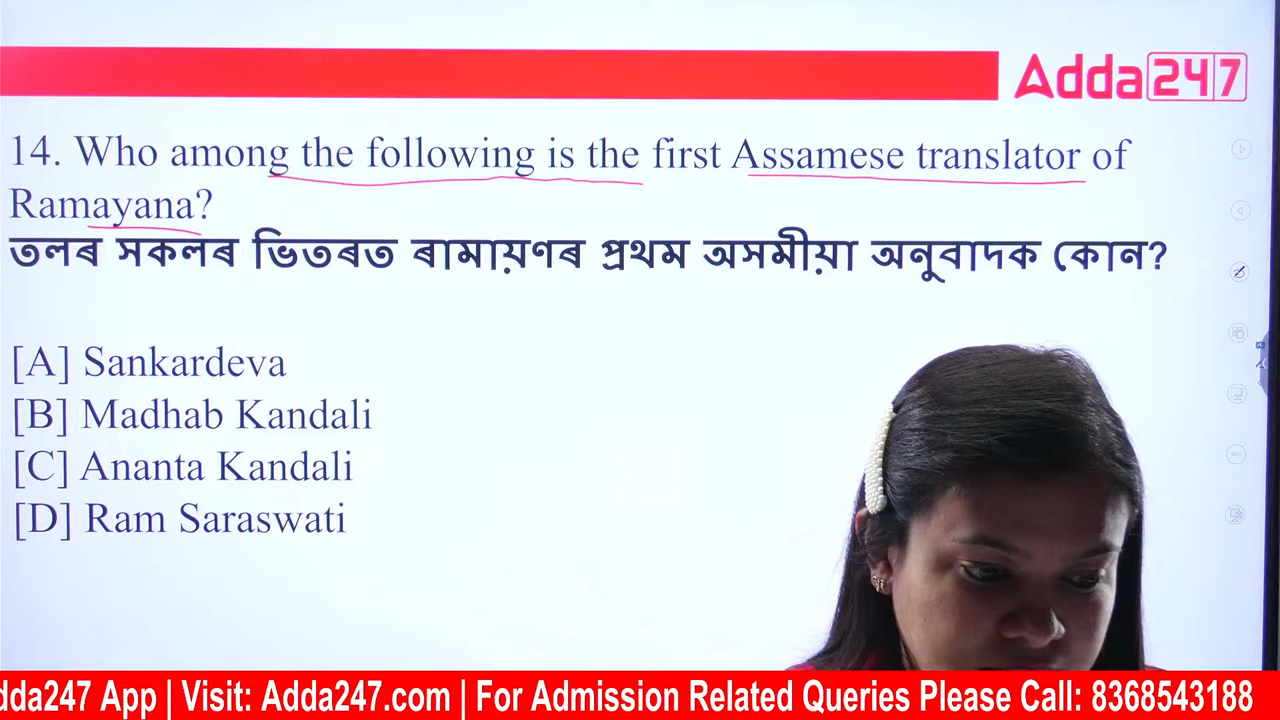 Adda247
14. Who among the following is the first Assamese translator of
Ramayana?
তলৰ সকলৰ ভিতৰত ৰামায়ণৰ প্ৰথম অসমীয়া অনুবাদক কোন?
[A] Sankardeva
[B] Madhab Kandali
[C] Ananta Kandali
[D] Ram Saraswati
dda247 App | Visit: Adda247.com | For Admission Related Queries Please Call: 8368543188